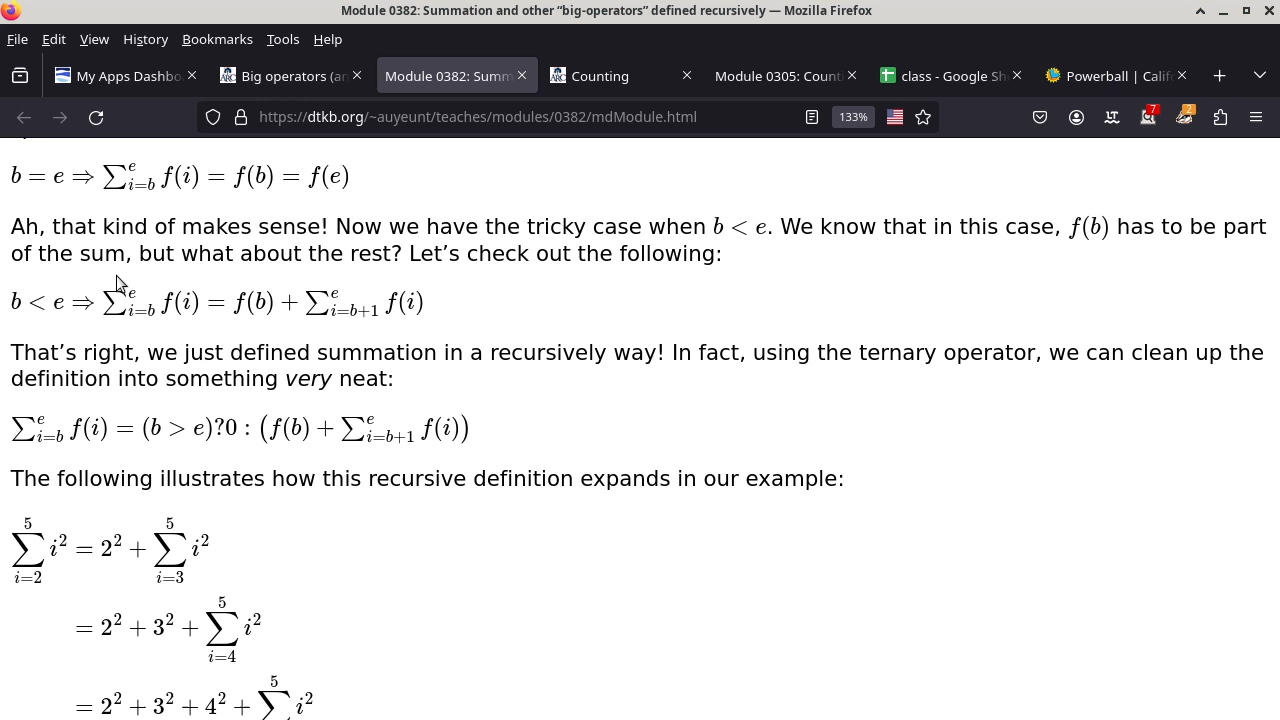 Module 0382: Summation and other “big-operators” defined recursively — Mozilla Firefox
File Edit View History Bookmarks Tools Help
My Apps Dashbo Big operators (an Module 0382: Summ Counting Module 0305: Counti class - Google She Powerball | Calif
https://dtkb.org/~auyeunt/teaches/modules/0382/mdModule.html 133% 7 2
b = e ⇒ ∑_{i=b}^{e} f(i) = f(b) = f(e)
Ah, that kind of makes sense! Now we have the tricky case when b < e. We know that in this case, f(b) has to be part
of the sum, but what about the rest? Let’s check out the following:
b < e ⇒ ∑_{i=b}^{e} f(i) = f(b) + ∑_{i=b+1}^{e} f(i)
That’s right, we just defined summation in a recursively way! In fact, using the ternary operator, we can clean up the
definition into something very neat:
∑_{i=b}^{e} f(i) = (b > e)?0 : (f(b) + ∑_{i=b+1}^{e} f(i))
The following illustrates how this recursive definition expands in our example:
∑_{i=2}^{5} i² = 2² + ∑_{i=3}^{5} i²
= 2² + 3² + ∑_{i=4}^{5} i²
= 2² + 3² + 4² + ∑^{5} i²